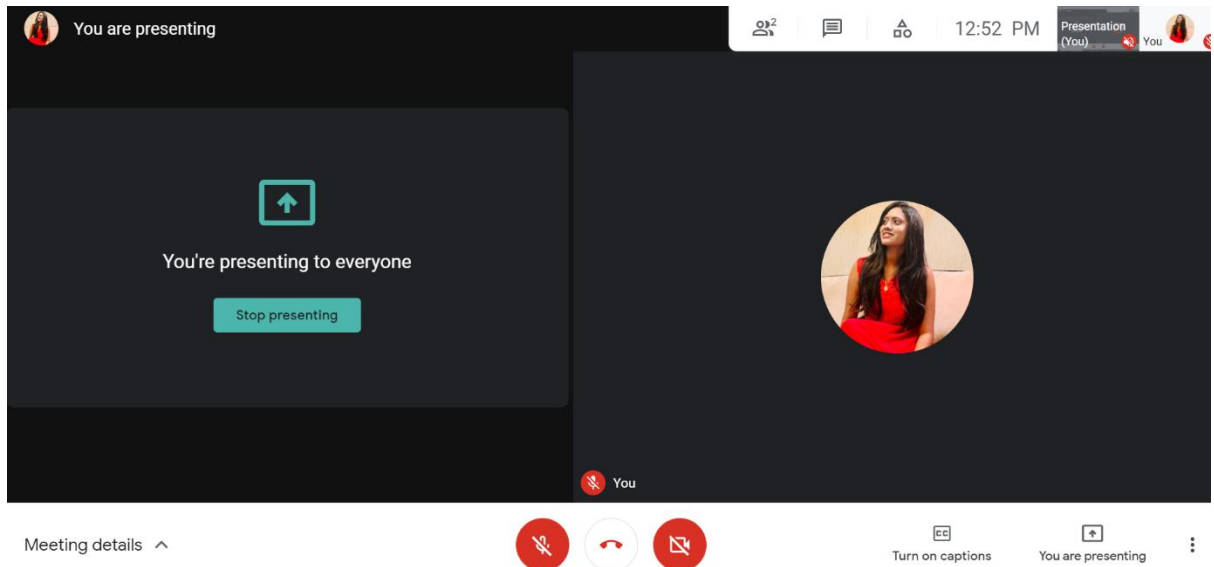 You are presenting
2
12:52 PM
Presentation
(You)
You
You're presenting to everyone
Stop presenting
You
Meeting details
CC
Turn on captions
You are presenting